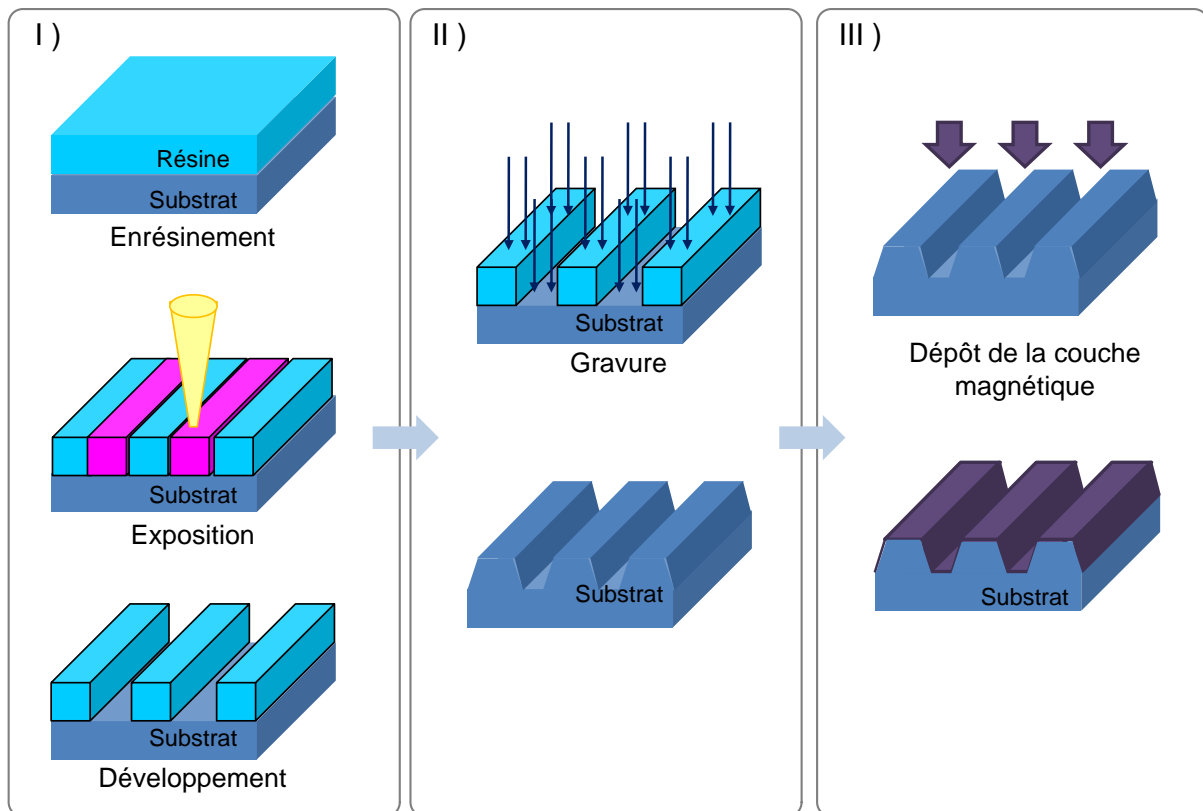 I )
Résine
Substrat
Enrésinement
Substrat
Exposition
Substrat
Développement
II )
Substrat
Gravure
Substrat
III )
Dépôt de la couche
magnétique
Substrat